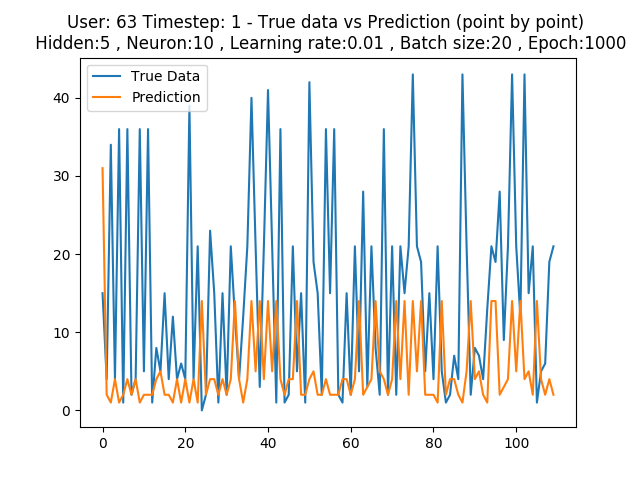 User: 63 Timestep: 1 - True data vs Prediction (point by point)
Hidden:5 , Neuron:10 , Learning rate:0.01 , Batch size:20 , Epoch:1000
True Data
Prediction
40
30
20
10
0
0 20 40 60 80 100